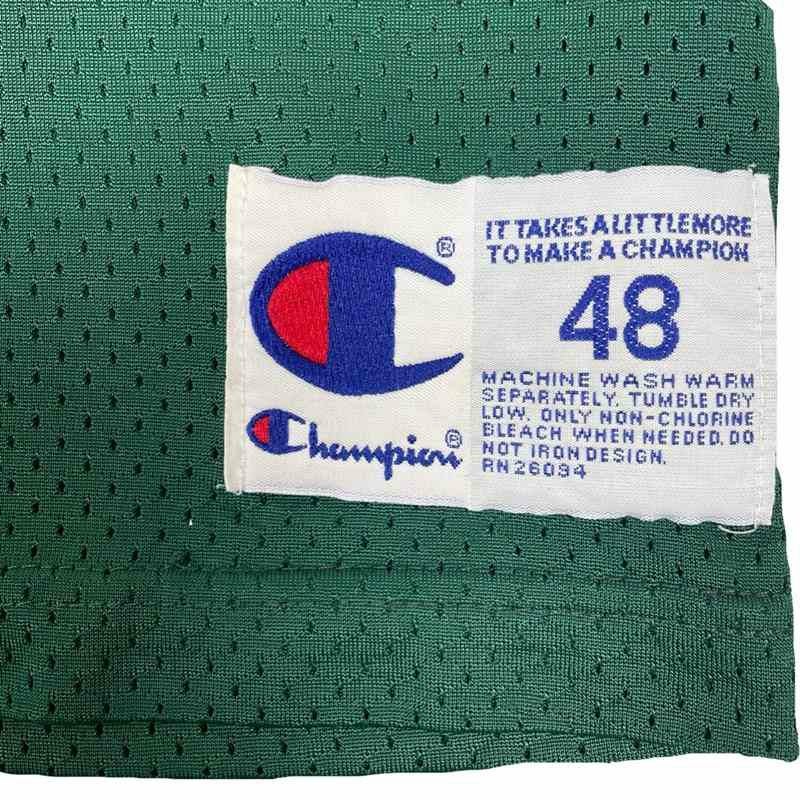 ®
Champion®
IT TAKES A LITTLE MORE
TO MAKE A CHAMPION
48
MACHINE WASH WARM
SEPARATELY. TUMBLE DRY
LOW. ONLY NON-CHLORINE
BLEACH WHEN NEEDED. DO
NOT IRON DESIGN.
RN 26094